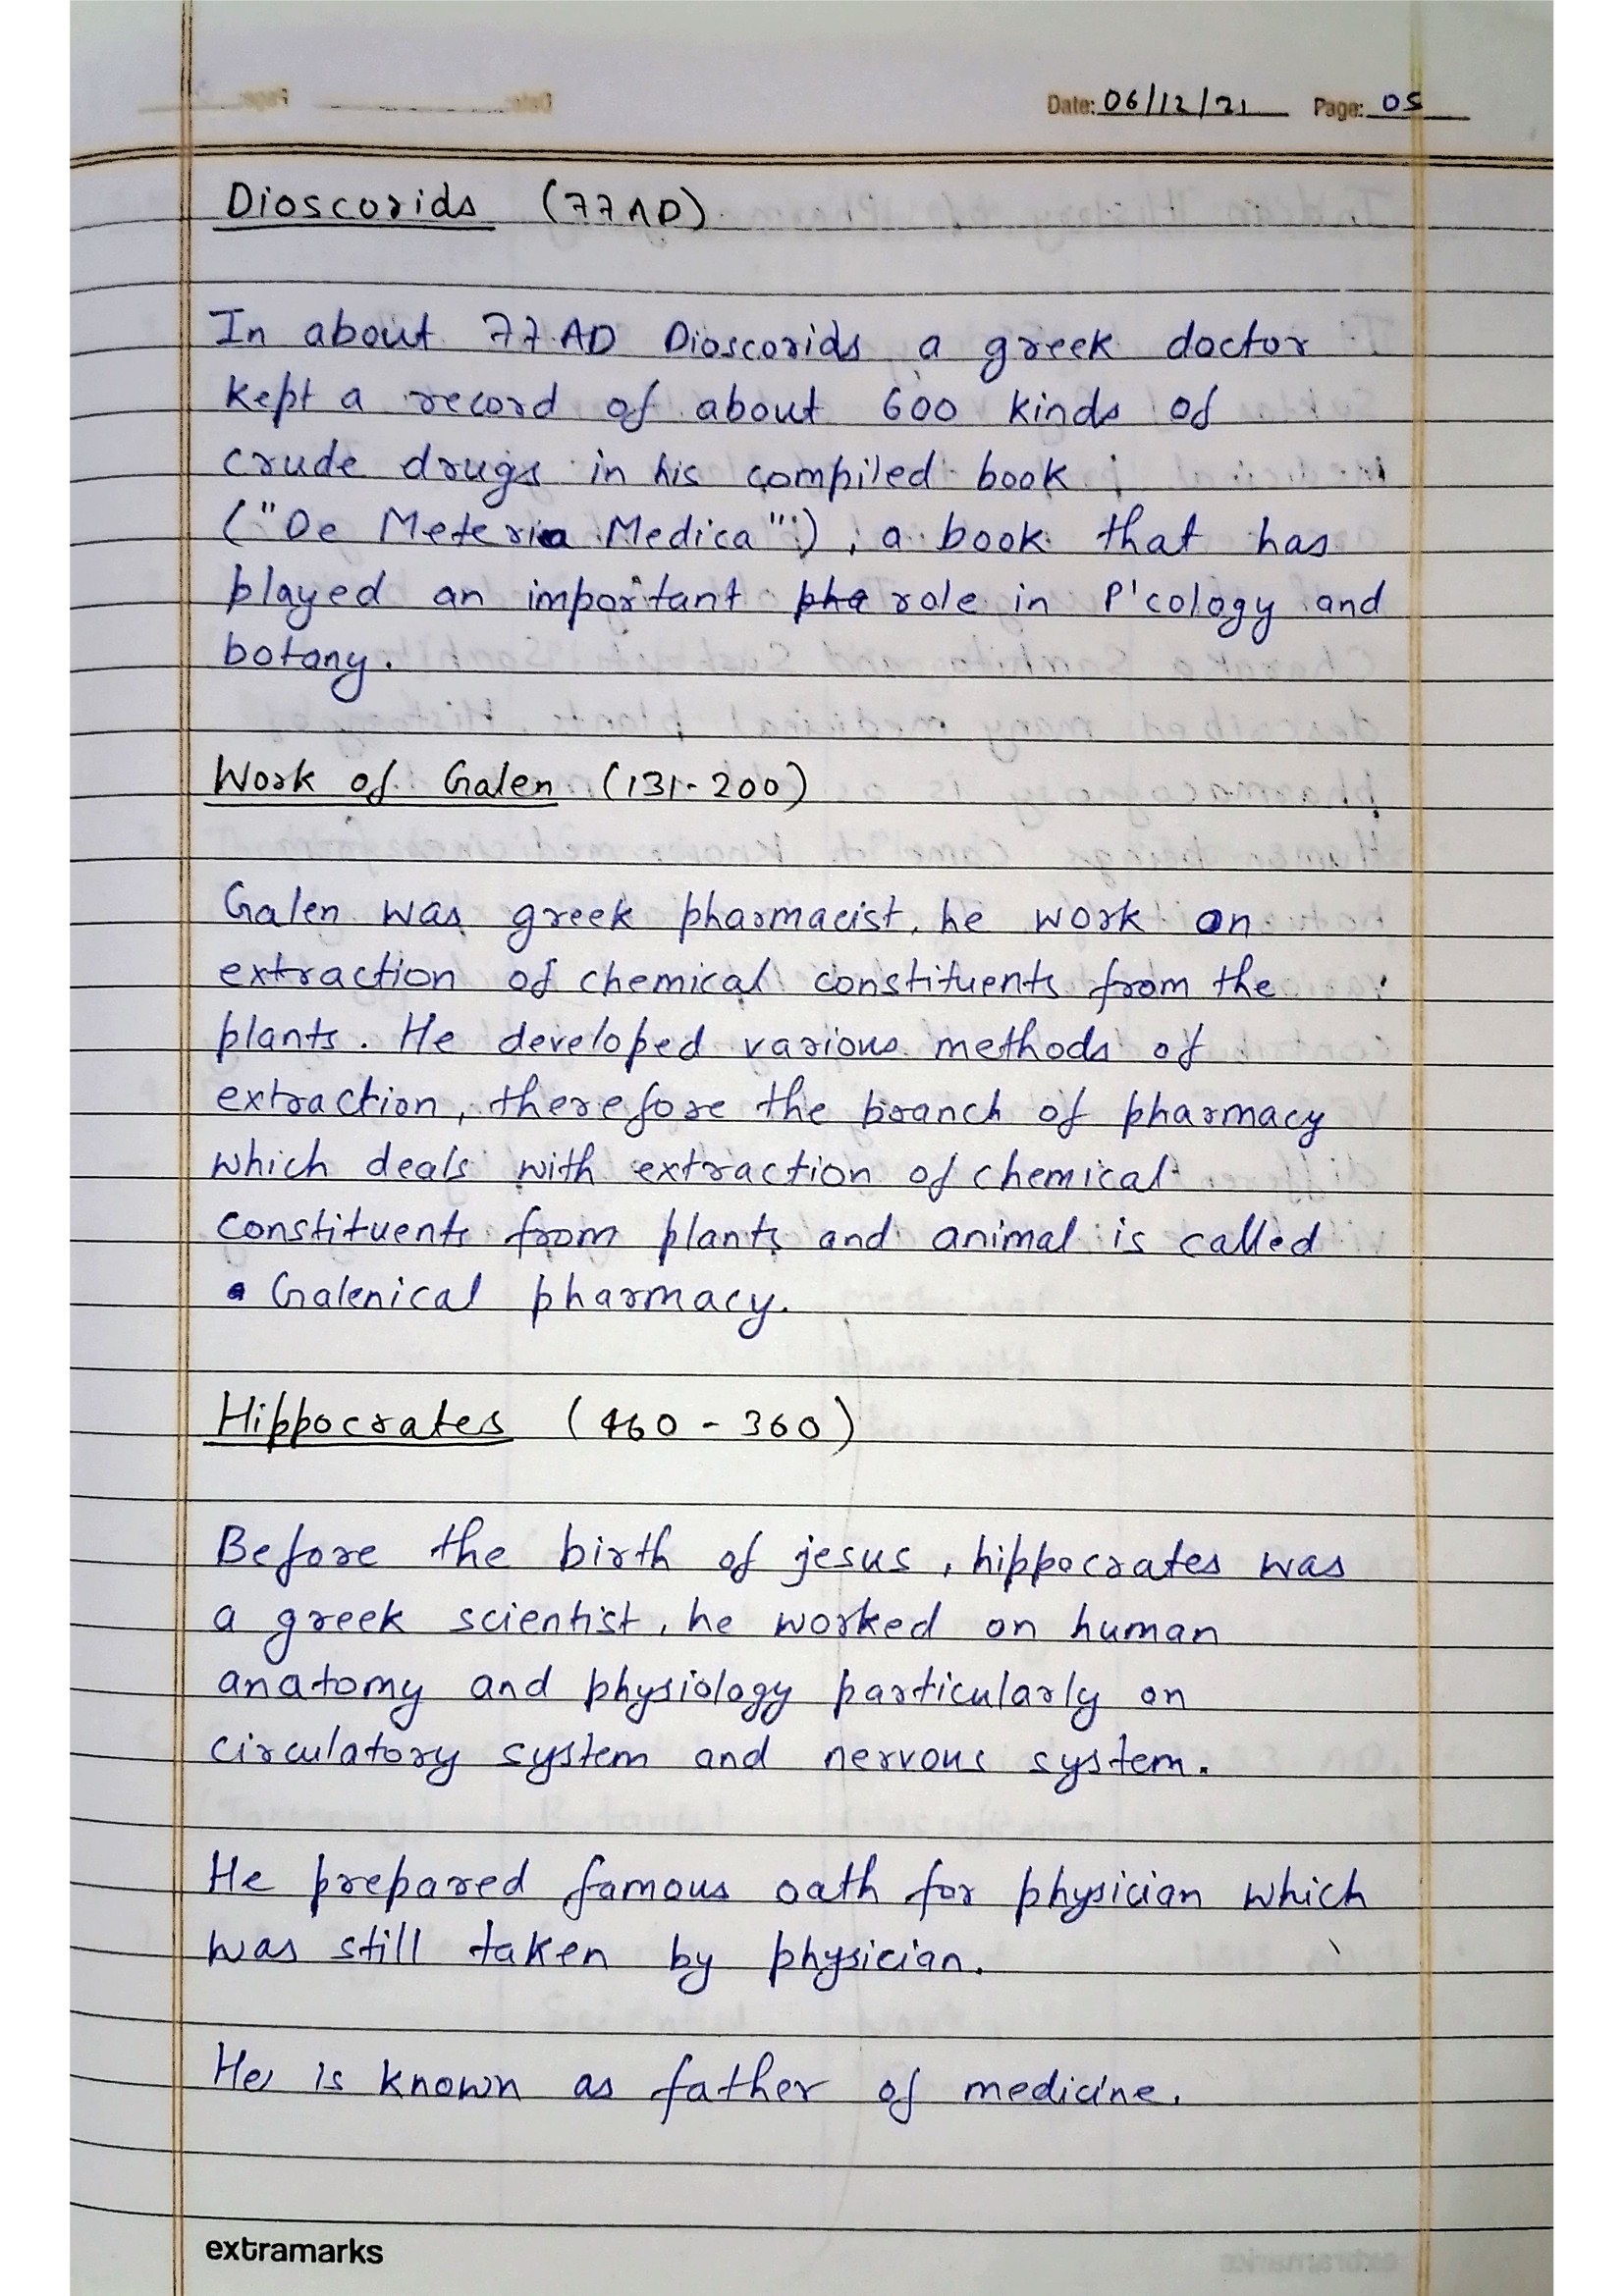 Date: 06/12/21 Page: 05
Dioscorids (77AD)
In about 77 AD Dioscorids a greek doctor
kept a record of about 600 kinds of
crude drugs in his compiled book
("De Meteria Medica"), a book that has
played an important pha role in P'cology and
botany.
Work of Galen (131-200)
Galen was greek pharmacist, he work on
extraction of chemical constituents from the
plants. He developed various methods of
extraction, therefore the branch of pharmacy
which deals with extraction of chemical
constituents from plants and animal is called
Galenical pharmacy.
Hippocrates (460 - 360)
Before the birth of jesus, hippocrates was
a greek scientist, he worked on human
anatomy and physiology particularly on
circulatory system and nervous system.
He prepared famous oath for physician which
was still taken by physician.
He is known as father of medicine.
extramarks